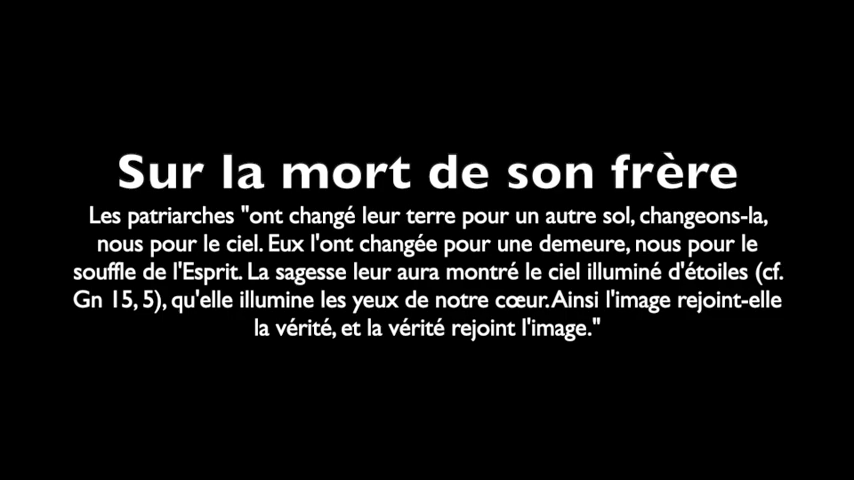 Sur la mort de son frère
Les patriarches "ont changé leur terre pour un autre sol, changeons-la,
nous pour le ciel. Eux l'ont changée pour une demeure, nous pour le
souffle de l'Esprit. La sagesse leur aura montré le ciel illuminé d'étoiles (cf.
Gn 15, 5), qu'elle illumine les yeux de notre cœur. Ainsi l'image rejoint-elle
la vérité, et la vérité rejoint l'image."